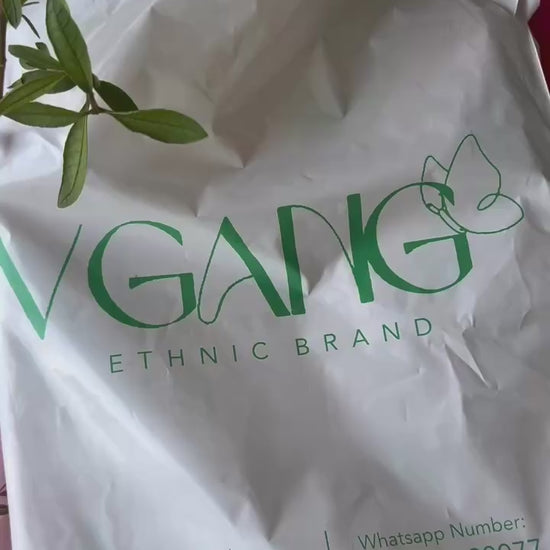 VGANG
ETHNIC BRAND
Whatsapp Number: